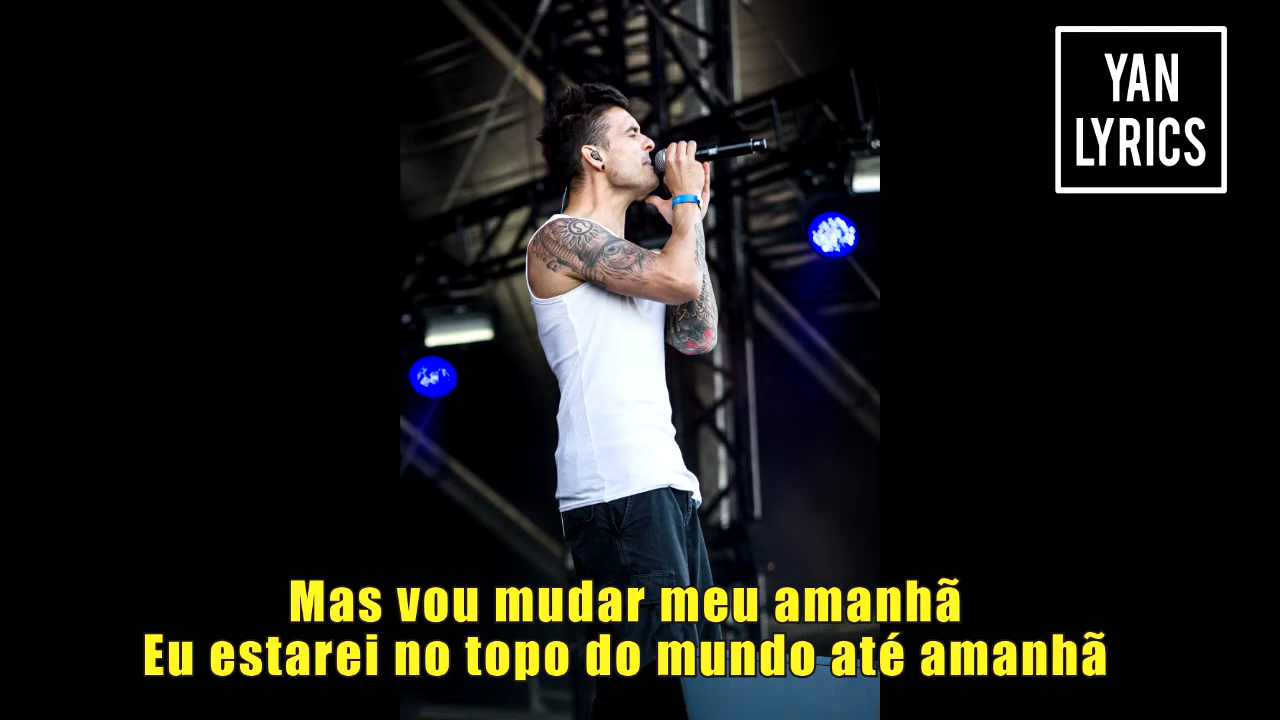 YAN
LYRICS
Mas vou mudar meu amanhã
Eu estarei no topo do mundo até amanhã